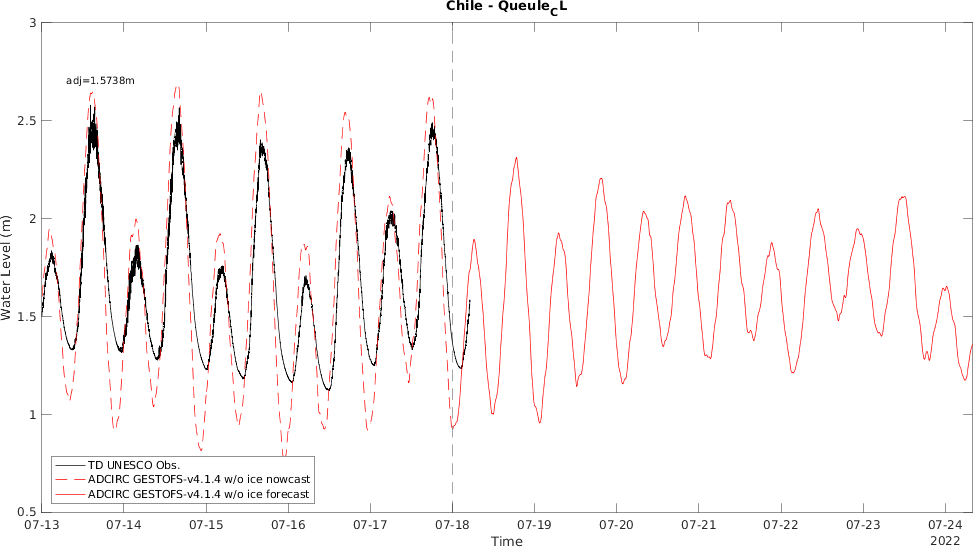 Chile - Queule_CL
3
adj=1.5738m
2.5
2
Water Level (m)
1.5
1
TD UNESCO Obs.
ADCIRC GESTOFS-v4.1.4 w/o ice nowcast
ADCIRC GESTOFS-v4.1.4 w/o ice forecast
0.5
07-13 07-14 07-15 07-16 07-17 07-18 07-19 07-20 07-21 07-22 07-23 07-24
Time 2022